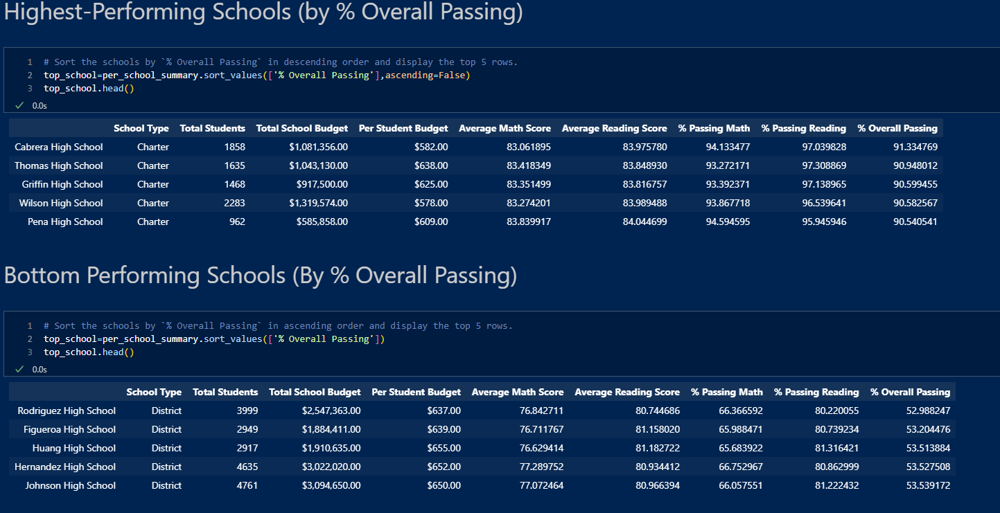 Highest-Performing Schools (by % Overall Passing)
1 # Sort the schools by `% Overall Passing` in descending order and display the top 5 rows.
2 top_school=per_school_summary.sort_values(['% Overall Passing'],ascending=False)
3 top_school.head()
✓ 0.0s
School Type Total Students Total School Budget Per Student Budget Average Math Score Average Reading Score % Passing Math % Passing Reading % Overall Passing
Cabrera High School Charter 1858 $1,081,356.00 $582.00 83.061895 83.975780 94.133477 97.039828 91.334769
Thomas High School Charter 1635 $1,043,130.00 $638.00 83.418349 83.848930 93.272171 97.308869 90.948012
Griffin High School Charter 1468 $917,500.00 $625.00 83.351499 83.816757 93.392371 97.138965 90.599455
Wilson High School Charter 2283 $1,319,574.00 $578.00 83.274201 83.989488 93.867718 96.539641 90.582567
Pena High School Charter 962 $585,858.00 $609.00 83.839917 84.044699 94.594595 95.945946 90.540541
Bottom Performing Schools (By % Overall Passing)
1 # Sort the schools by `% Overall Passing` in ascending order and display the top 5 rows.
2 top_school=per_school_summary.sort_values(['% Overall Passing'])
3 top_school.head()
✓ 0.0s
School Type Total Students Total School Budget Per Student Budget Average Math Score Average Reading Score % Passing Math % Passing Reading % Overall Passing
Rodriguez High School District 3999 $2,547,363.00 $637.00 76.842711 80.744686 66.366592 80.220055 52.988247
Figueroa High School District 2949 $1,884,411.00 $639.00 76.711767 81.158020 65.988471 80.739234 53.204476
Huang High School District 2917 $1,910,635.00 $655.00 76.629414 81.182722 65.683922 81.316421 53.513884
Hernandez High School District 4635 $3,022,020.00 $652.00 77.289752 80.934412 66.752967 80.862999 53.527508
Johnson High School District 4761 $3,094,650.00 $650.00 77.072464 80.966394 66.057551 81.222432 53.539172